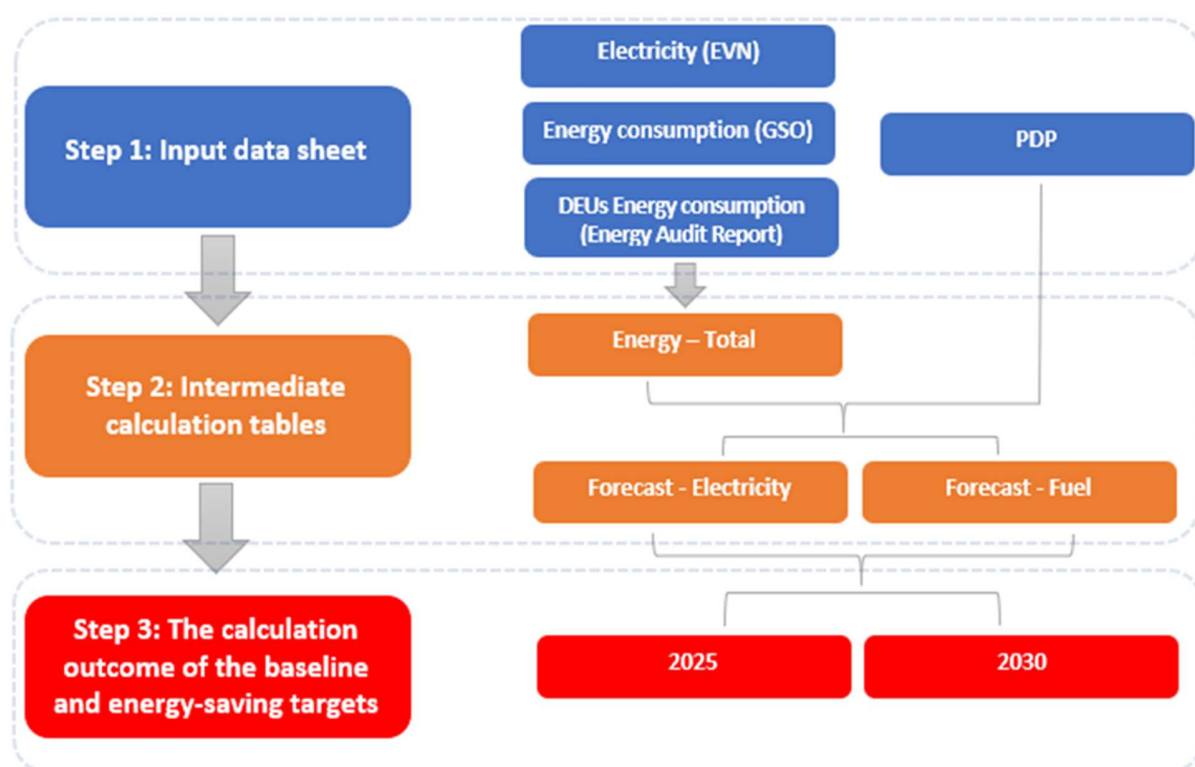 Step 1: Input data sheet
Electricity (EVN)
Energy consumption (GSO)
DEUs Energy consumption
(Energy Audit Report)
PDP
Step 2: Intermediate
calculation tables
Energy – Total
Forecast - Electricity
Forecast - Fuel
Step 3: The calculation
outcome of the baseline
and energy-saving targets
2025
2030